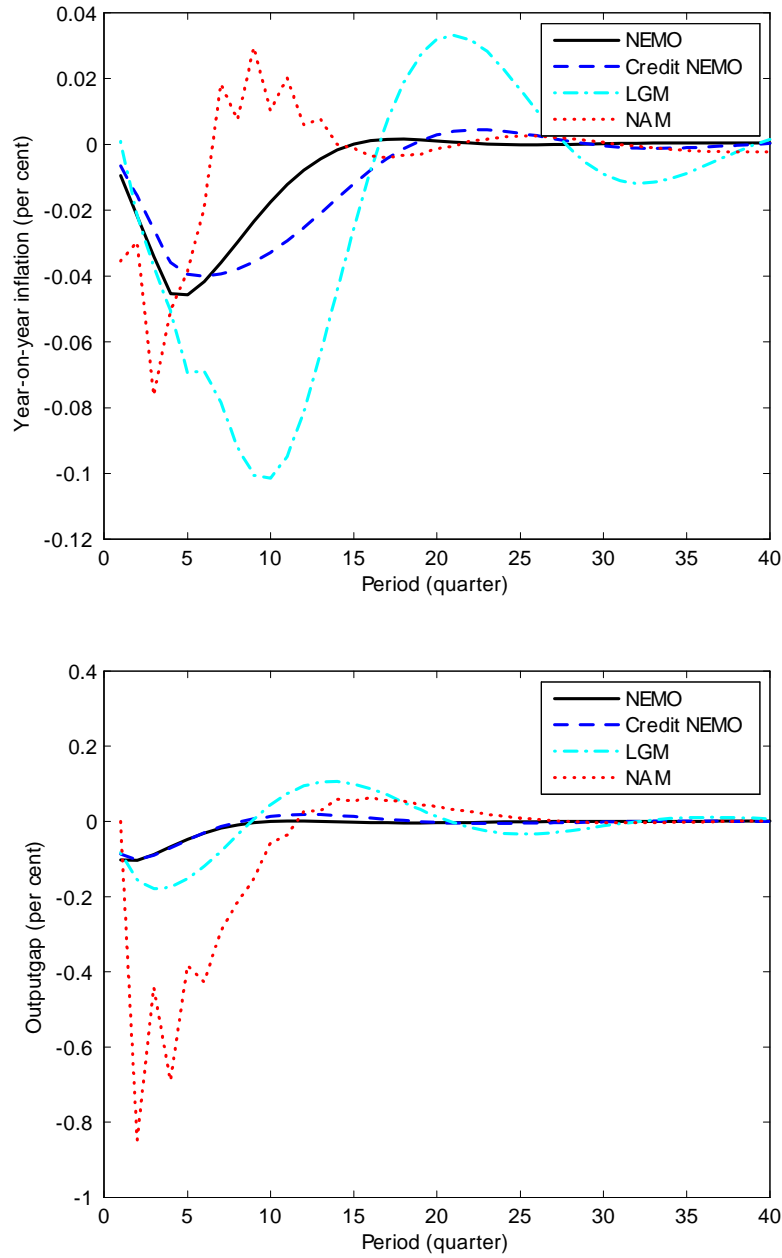 0.04
0.02
0
-0.02
-0.04
-0.06
-0.08
-0.1
-0.12
Year-on-year inflation (per cent)
NEMO
Credit NEMO
LGM
NAM
0 5 10 15 20 25 30 35 40
Period (quarter)
0.4
0.2
0
-0.2
-0.4
-0.6
-0.8
-1
Outputgap (per cent)
NEMO
Credit NEMO
LGM
NAM
0 5 10 15 20 25 30 35 40
Period (quarter)